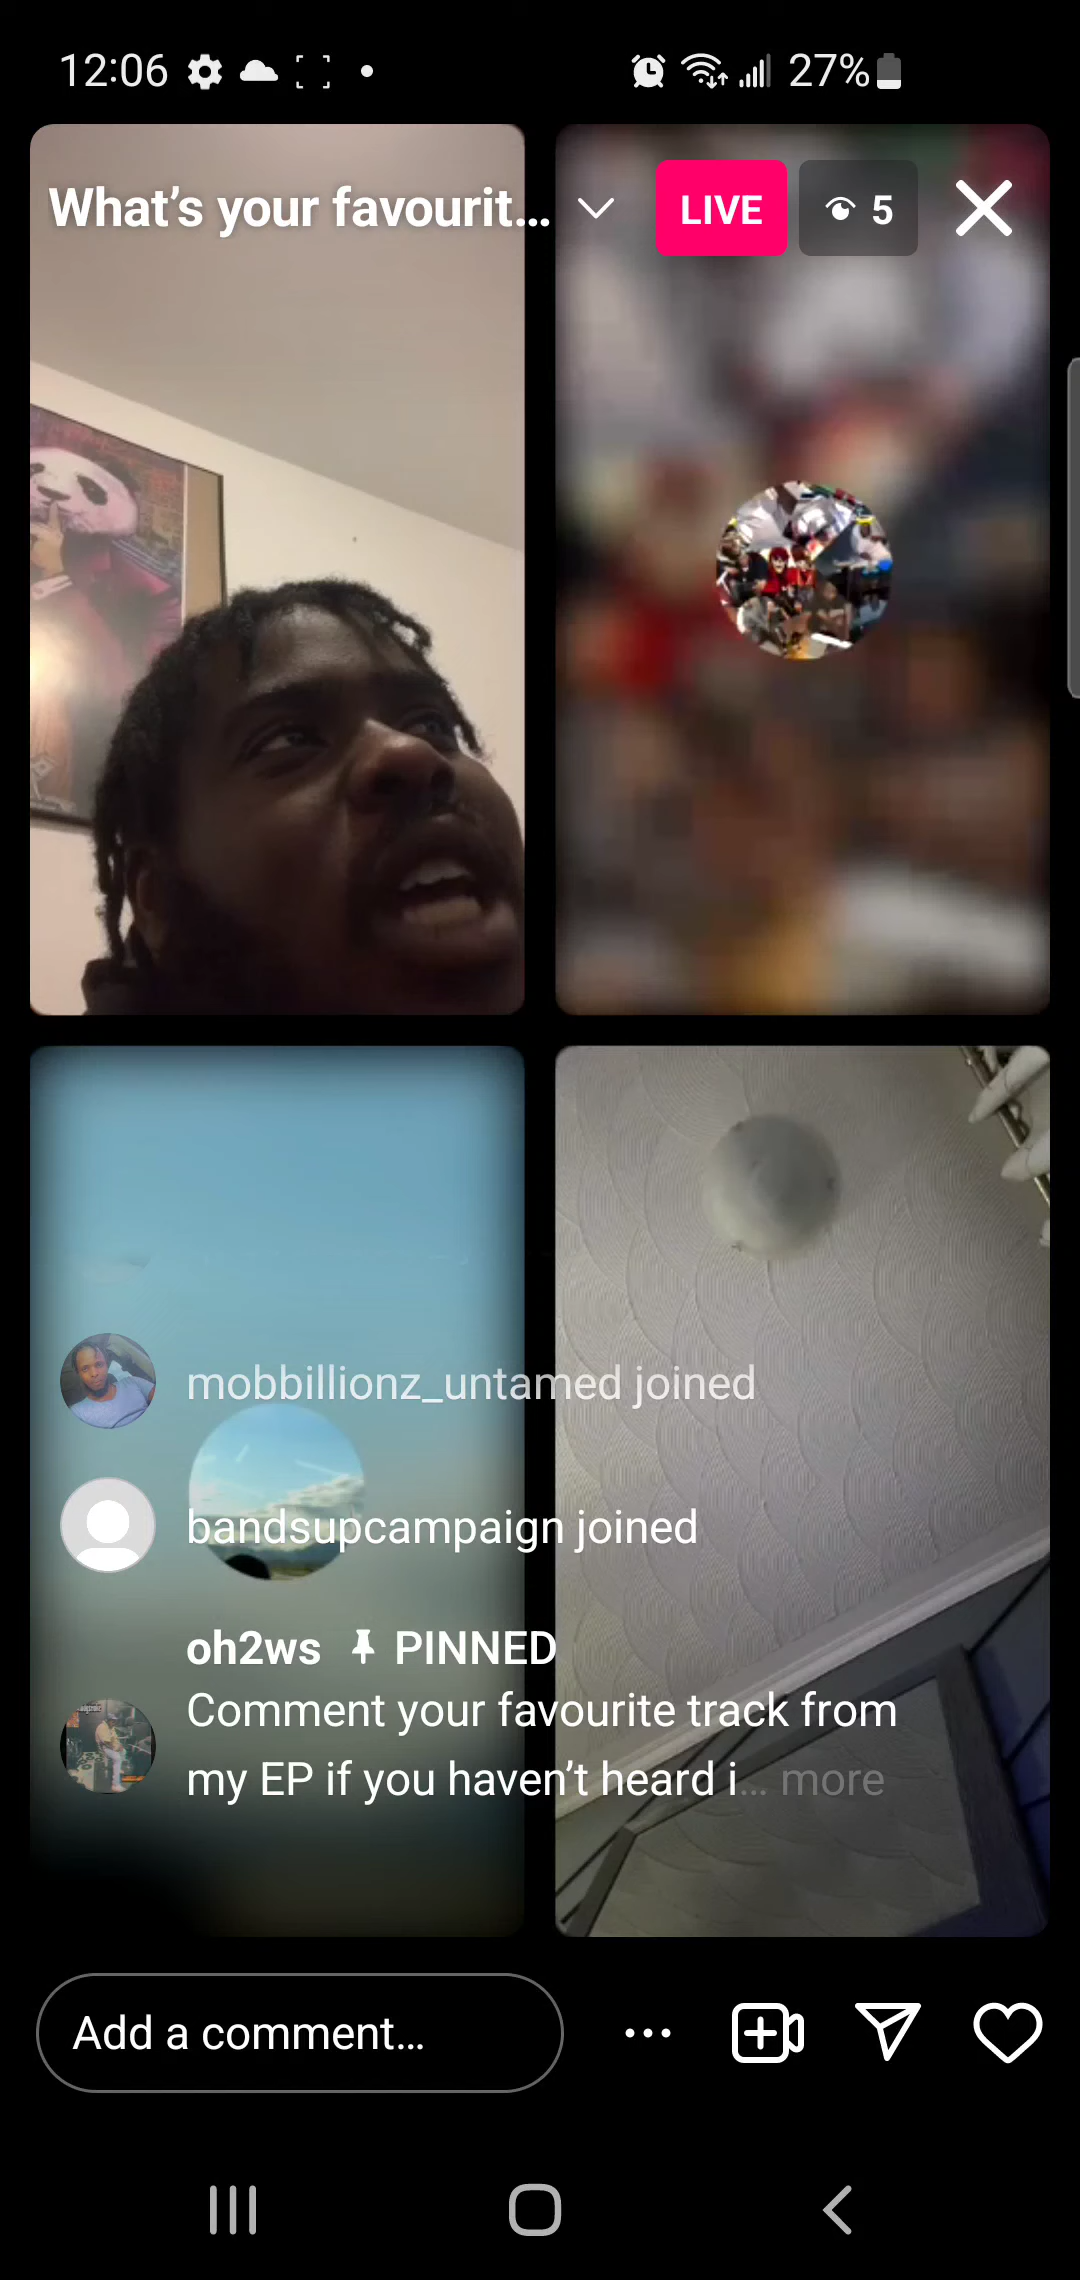 12:06
27%
What’s your favourit...
LIVE
5
mobbillionz_untamed joined
bandsupcampaign joined
oh2ws PINNED
Comment your favourite track from
my EP if you haven’t heard i... more
Add a comment...